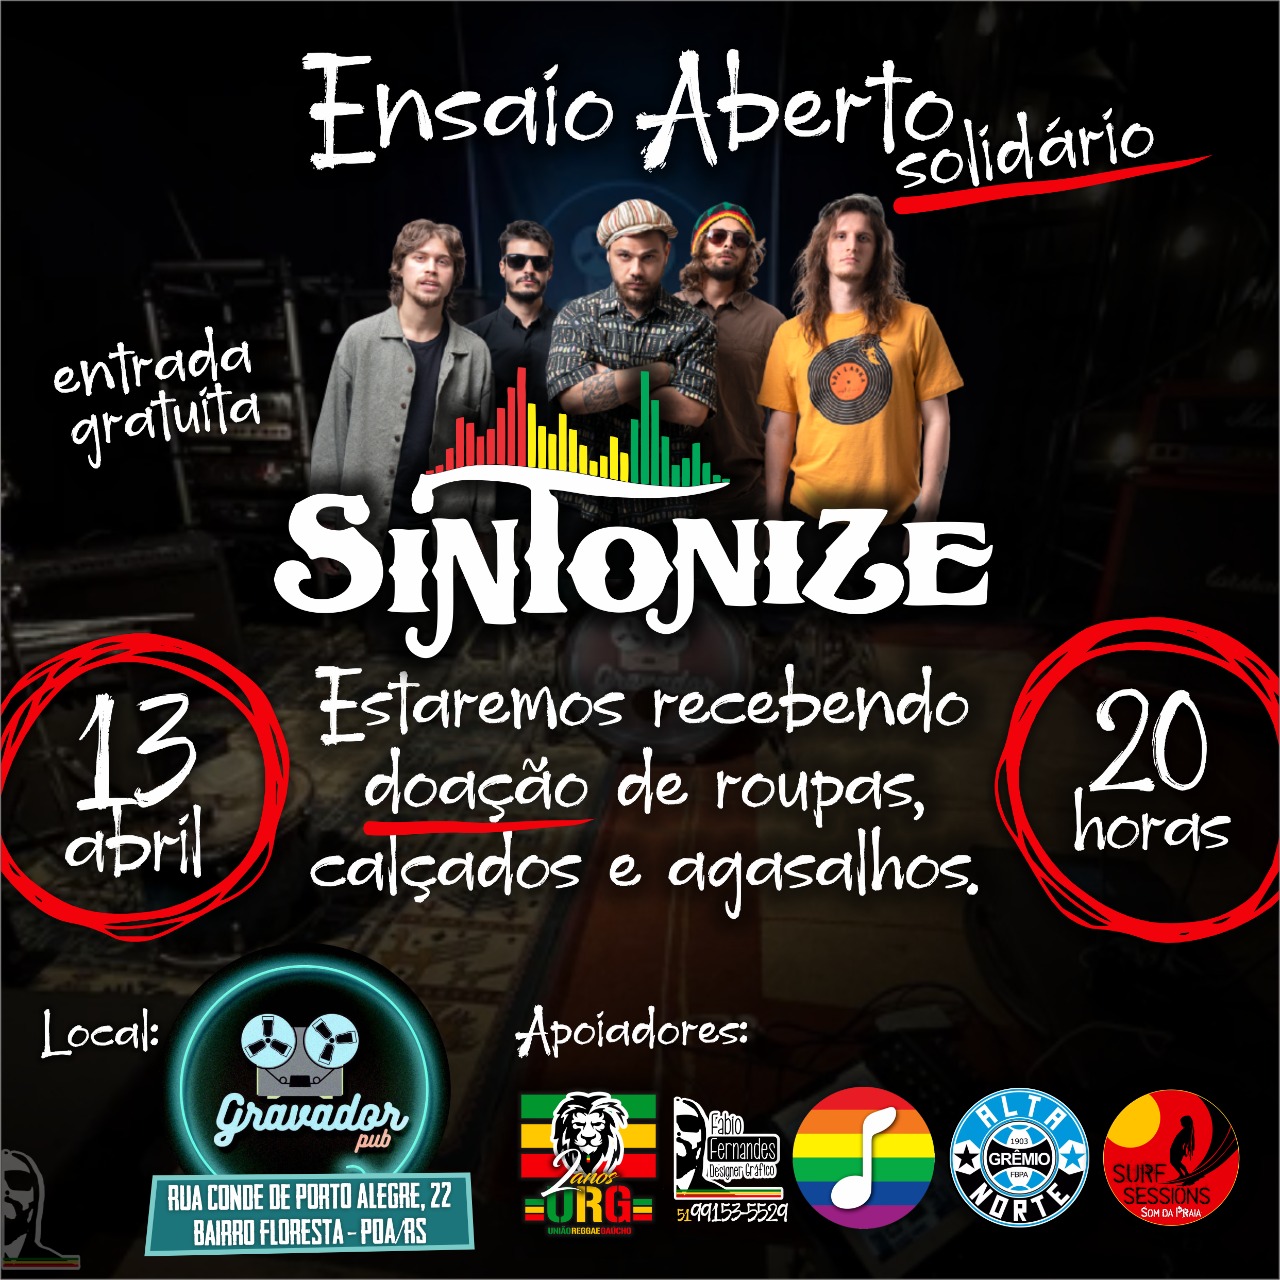 Ensaio Aberto
solidário
entrada
gratuita
SINTONIZE
13
abril
Estaremos recebendo
doação de roupas,
calçados e agasalhos.
20
horas
Local:
Gravador
pub
RUA CONDE DE PORTO ALEGRE, 22
BAIRRO FLORESTA - POA/RS
Apoiadores:
2 anos
URG
UNIÃO REGGAE GAÚCHO
Fabio
Fernandes
Designer Gráfico
51 99153-5529
ALTA
1903
GRÊMIO
FBPA
NORTE
SURF
SESSIONS
SOM DA PRAIA